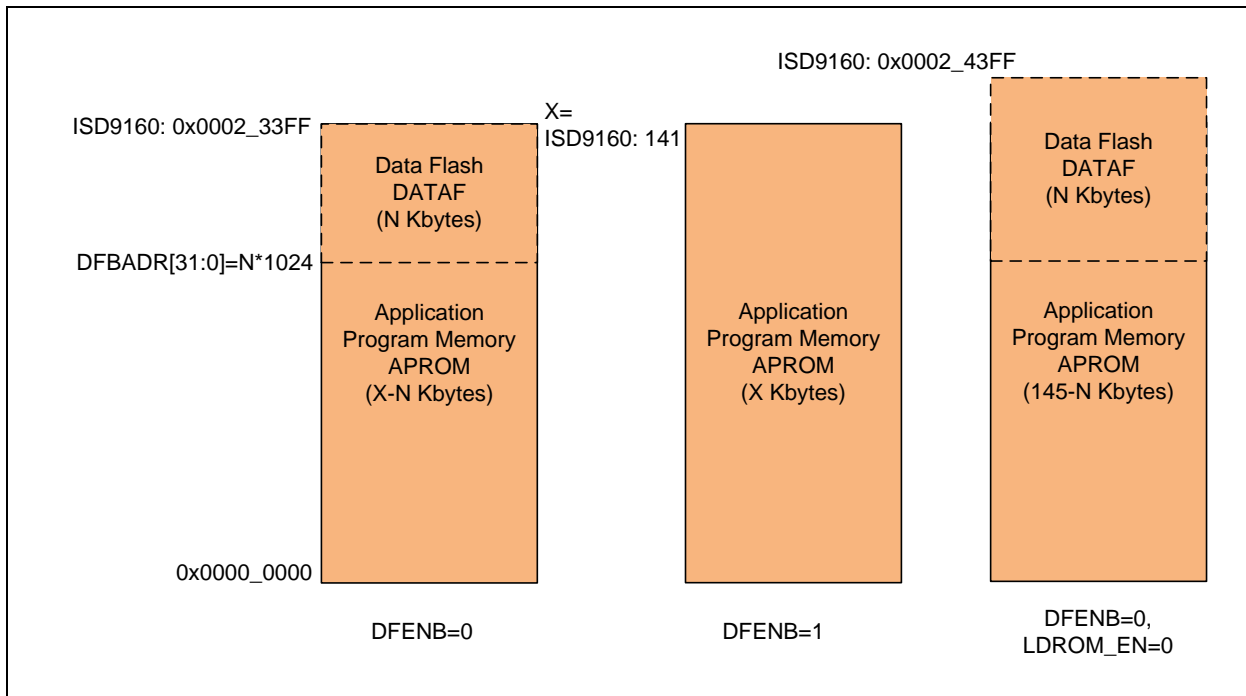 ISD9160: 0x0002_43FF
ISD9160: 0x0002_33FF
X=
ISD9160: 141
Data Flash
DATAF
(N Kbytes)
Data Flash
DATAF
(N Kbytes)
DFBADR[31:0]=N*1024
Application
Program Memory
APROM
(X-N Kbytes)
Application
Program Memory
APROM
(X Kbytes)
Application
Program Memory
APROM
(145-N Kbytes)
0x0000_0000
DFENB=0
DFENB=1
DFENB=0,
LDROM_EN=0